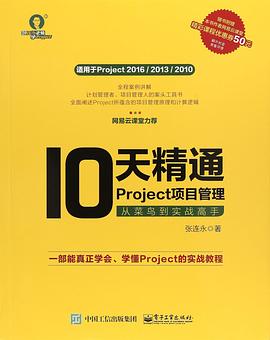 适用于Project 2016 / 2013 / 2010
全程案例讲解
计划管理者、项目管理人的案头工具书
全面阐述Project所蕴含的项目管理原理和计算逻辑
网易云课堂力荐
10天精通
Project项目管理
从菜鸟到实战高手
张连永◎著
一部能真正学会、学懂Project的实战教程
中国工信出版集团
电子工业出版社